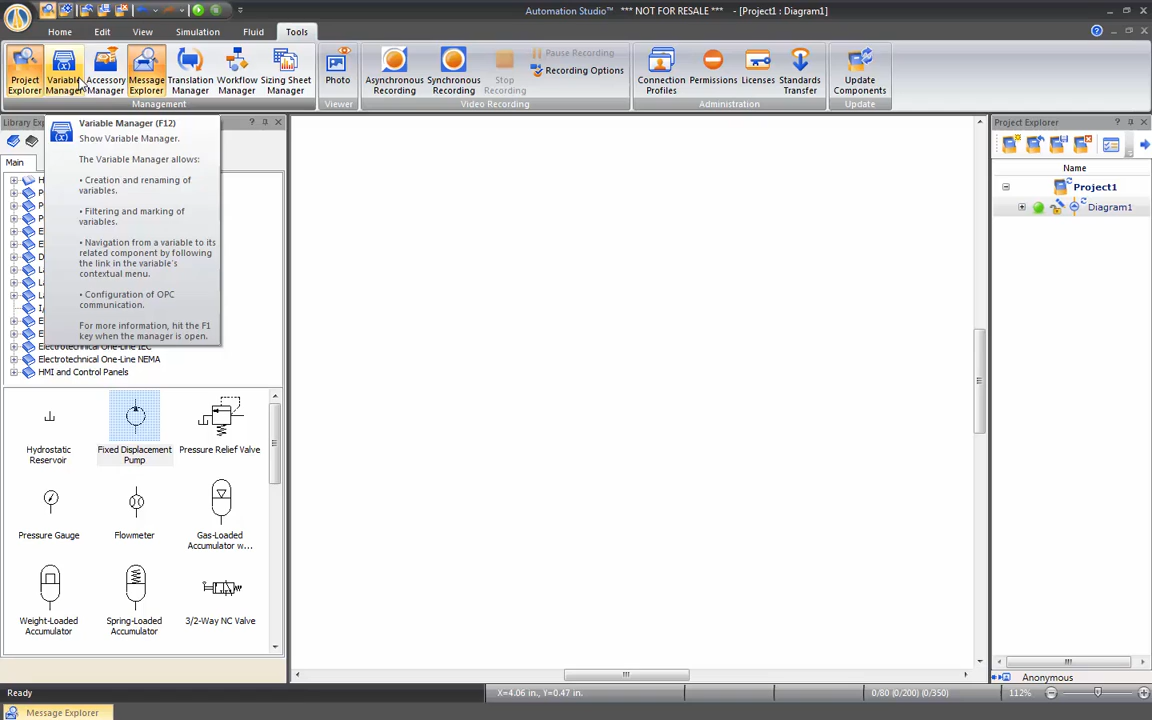 Automation Studio™ *** NOT FOR RESALE *** - [Project1 : Diagram1]
Home Edit View Simulation Fluid Tools
Project Explorer
Variable Manager
Accessory Manager
Message Explorer
Translation Manager
Workflow Manager
Sizing Sheet Manager
Photo
Asynchronous Recording
Synchronous Recording
Stop Recording
Pause Recording
Recording Options
Connection Profiles
Permissions
Licenses
Standards Transfer
Update Components
Management
Viewer
Video Recording
Administration
Update
Library Ex
Variable Manager (F12)
Show Variable Manager.
The Variable Manager allows:
• Creation and renaming of
variables.
• Filtering and marking of
variables.
• Navigation from a variable to its
related component by following
the link in the variable's
contextual menu.
• Configuration of OPC
communication.
For more information, hit the F1
key when the manager is open.
Main
Electrotechnical One-Line IEC
Electrotechnical One-Line NEMA
HMI and Control Panels
Hydrostatic
Reservoir
Fixed Displacement
Pump
Pressure Relief Valve
Pressure Gauge
Flowmeter
Gas-Loaded
Accumulator w...
Weight-Loaded
Accumulator
Spring-Loaded
Accumulator
3/2-Way NC Valve
Project Explorer
Name
Project1
Diagram1
Anonymous
Ready
X=4.06 in., Y=0.47 in.
0/80 (0/200) (0/350)
112%
Message Explorer